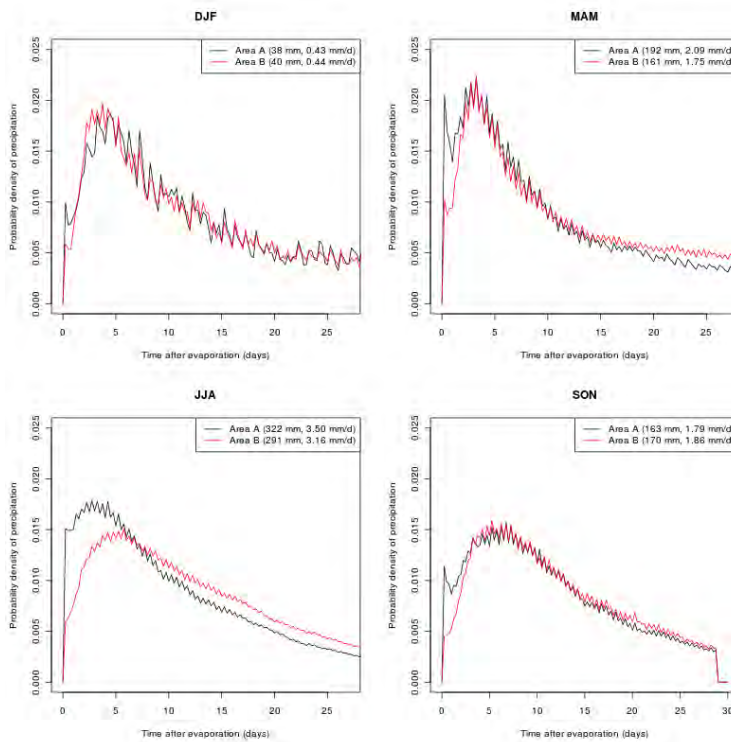 DJF
Area A (38 mm, 0.43 mm/d)
Area B (40 mm, 0.44 mm/d)
Probability density of precipitation
0.000 0.005 0.010 0.015 0.020 0.025
0 5 10 15 20 25
Time after evaporation (days)
MAM
Area A (192 mm, 2.09 mm/d)
Area B (161 mm, 1.75 mm/d)
Probability density of precipitation
0.000 0.005 0.010 0.015 0.020 0.025
0 5 10 15 20 25
Time after evaporation (days)
JJA
Area A (322 mm, 3.50 mm/d)
Area B (291 mm, 3.16 mm/d)
Probability density of precipitation
0.000 0.005 0.010 0.015 0.020 0.025
0 5 10 15 20 25
Time after evaporation (days)
SON
Area A (163 mm, 1.79 mm/d)
Area B (170 mm, 1.86 mm/d)
Probability density of precipitation
0.000 0.005 0.010 0.015 0.020 0.025
0 5 10 15 20 25 30
Time after evaporation (days)